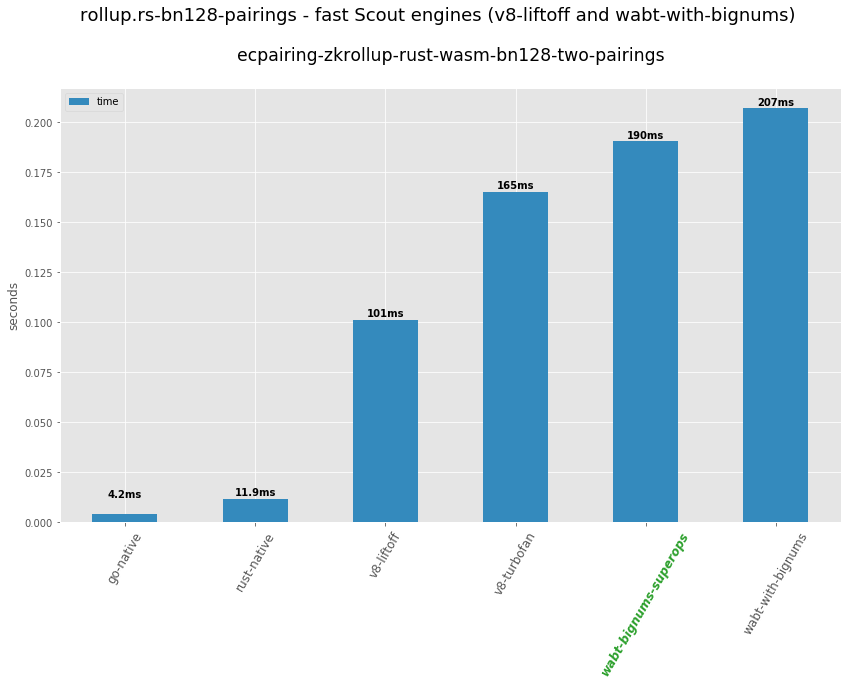 rollup.rs-bn128-pairings - fast Scout engines (v8-liftoff and wabt-with-bignums)
ecpairing-zkrollup-rust-wasm-bn128-two-pairings
time
207ms
190ms
165ms
101ms
11.9ms
4.2ms
0.200
0.175
0.150
0.125
0.100
0.075
0.050
0.025
0.000
seconds
go-native
rust-native
v8-liftoff
v8-turbofan
wabt-bignums-superops
wabt-with-bignums